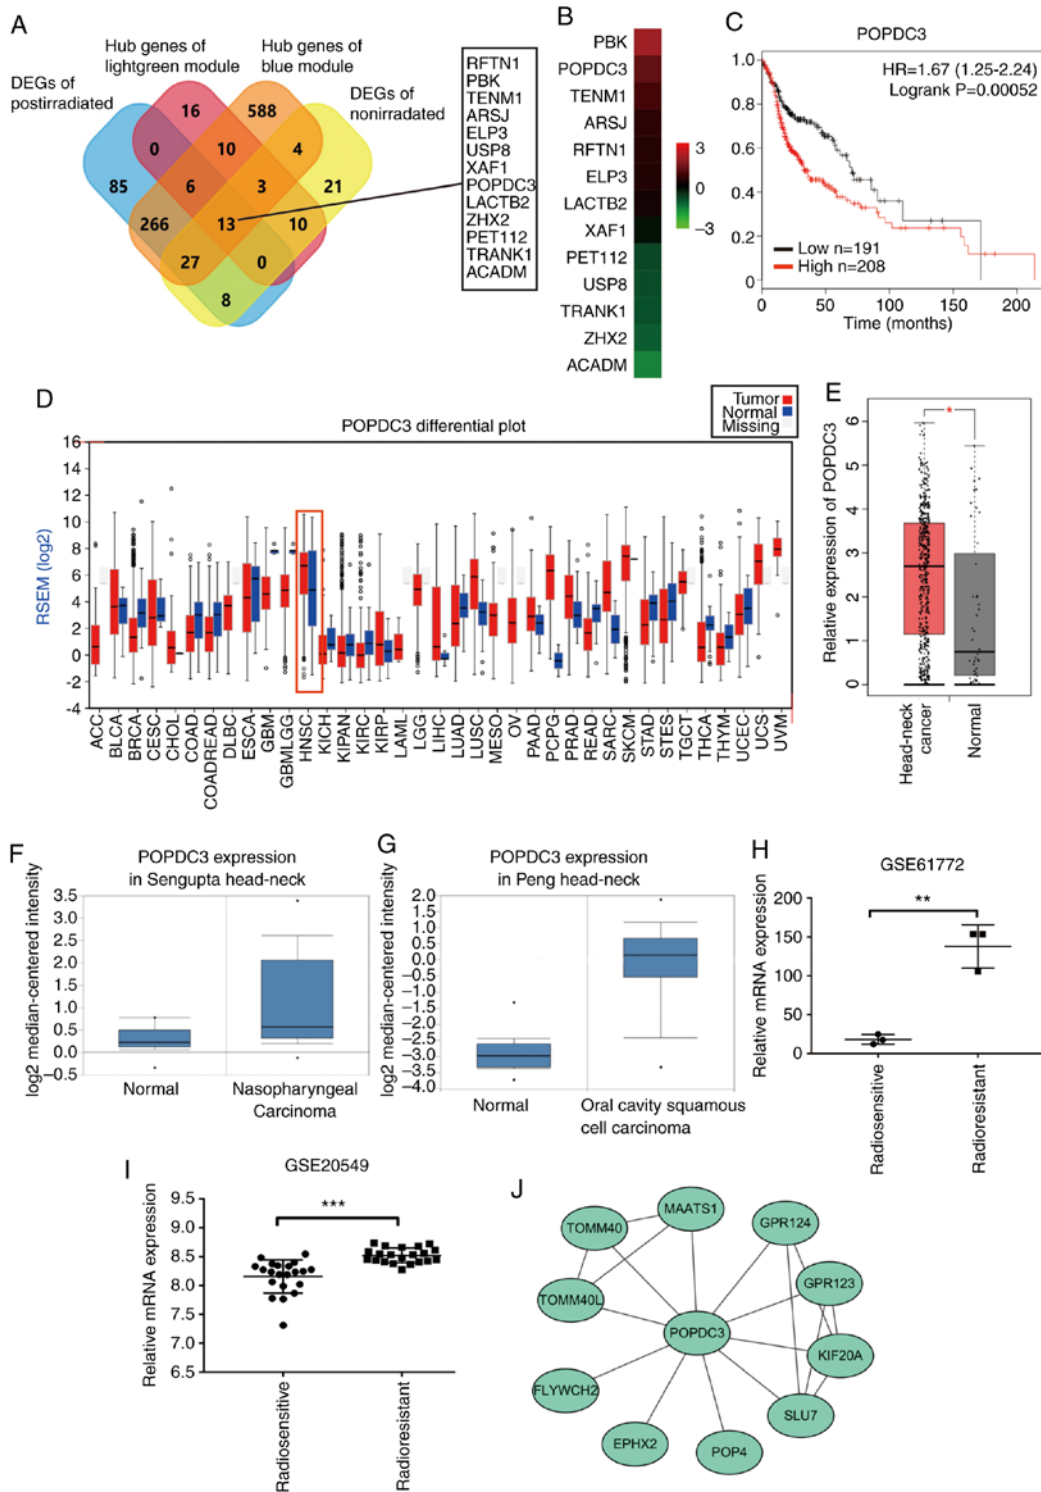 A
Hub genes of
lightgreen module
Hub genes of
blue module
DEGs of
postirradiated
DEGs of
nonirradated
16
588
0
10
4
85
6
3
21
266
13
10
27
0
8
RFTN1
PBK
TENM1
ARSJ
ELP3
USP8
XAF1
POPDC3
LACTB2
ZHX2
PET112
TRANK1
ACADM
B
PBK
POPDC3
TENM1
ARSJ
RFTN1
ELP3
LACTB2
XAF1
PET112
USP8
TRANK1
ZHX2
ACADM
3
0
−3
C
POPDC3
HR=1.67 (1.25-2.24)
Logrank P=0.00052
1.0
0.8
0.6
0.4
0.2
0
Low n=191
High n=208
0 50 100 150 200
Time (months)
D
POPDC3 differential plot
Tumor
Normal
Missing
RSEM (log2)
16
14
12
10
8
6
4
2
0
-2
-4
ACC
BLCA
BRCA
CESC
CHOL
COAD
COADREAD
DLBC
ESCA
GBM
GBMLGG
HNSC
KICH
KIPAN
KIRC
KIRP
LAML
LGG
LIHC
LUAD
LUSC
MESO
OV
PAAD
PCPG
PRAD
READ
SARC
SKCM
STAD
STES
TGCT
THCA
THYM
UCEC
UCS
UVM
E
Relative expression of POPDC3
6
5
4
3
2
1
0
*
Head-neck
cancer
Normal
F
POPDC3 expression
in Sengupta head-neck
log2 median-centered intensity
3.5
3.0
2.5
2.0
1.5
1.0
0.5
0.0
−0.5
Normal
Nasopharyngeal
Carcinoma
G
POPDC3 expression
in Peng head-neck
log2 median-centered intensity
2.0
1.5
1.0
0.5
0.0
−0.5
−1.0
−1.5
−2.0
−2.5
−3.0
−3.5
−4.0
Normal
Oral cavity squamous
cell carcinoma
H
GSE61772
Relative mRNA expression
200
150
100
50
0
**
Radiosensitive
Radioresistant
I
GSE20549
Relative mRNA expression
9.5
9.0
8.5
8.0
7.5
7.0
6.5
***
Radiosensitive
Radioresistant
J
MAATS1
TOMM40
GPR124
GPR123
TOMM40L
POPDC3
KIF20A
FLYWCH2
SLU7
EPHX2
POP4